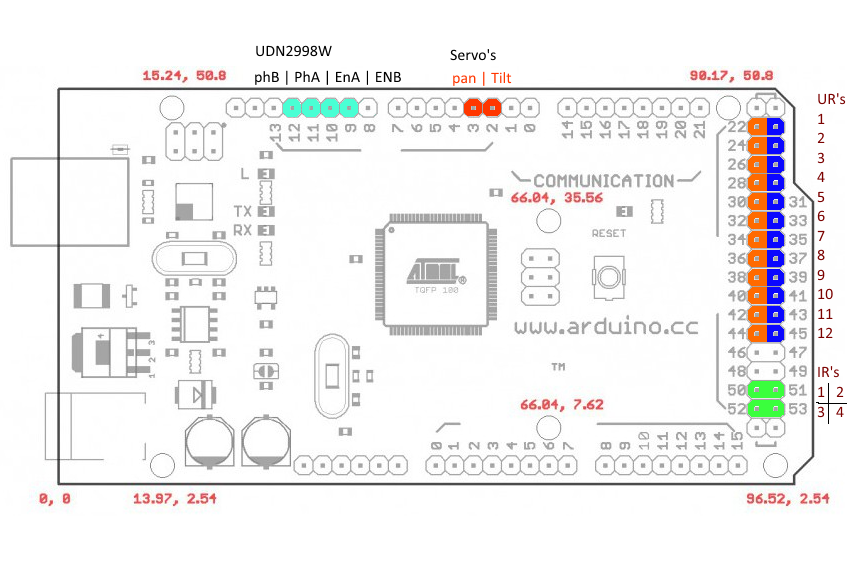 UDN2998W
Servo's
phB | PhA | EnA | ENB
pan | Tilt
15.24, 50.8
90.17, 50.8
UR's
13 12 11 10 9 8
7 6 5 4 3 2 1 0
14 15 16 17 18 19 20 21
1
22
2
24
3
26
4
28
L
COMMUNICATION
66.04, 35.56
5
30 31
TX
6
32 33
RX
RESET
7
34 35
8
36 37
9
38 39
ATMEL®
TQFP 100
10
40 41
11
42 43
www.arduino.cc
12
44 45
4
3
2
1
46 47
™
48 49
IR's
50 51
1 | 2
66.04, 7.62
52 53
3 | 4
0 1 2 3 4 5 6 7
8 9 10 11 12 13 14 15
0, 0
13.97, 2.54
96.52, 2.54